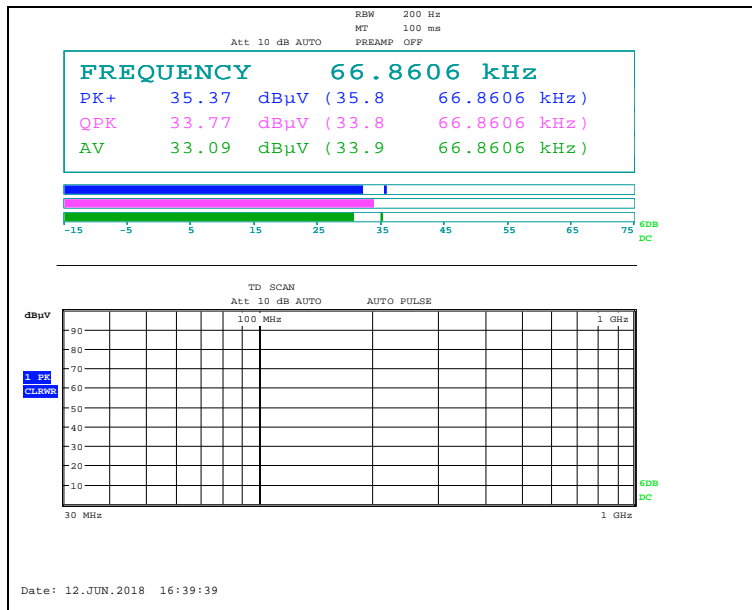 RBW 200 Hz
MT 100 ms
Att 10 dB AUTO PREAMP OFF
FREQUENCY 66.8606 kHz
PK+ 35.37 dBµV (35.8 66.8606 kHz)
QPK 33.77 dBµV (33.8 66.8606 kHz)
AV 33.09 dBµV (33.9 66.8606 kHz)
-15 -5 5 15 25 35 45 55 65 75
6DB
DC
TD SCAN
Att 10 dB AUTO AUTO PULSE
dBµV
100 MHz 1 GHz
90
80
70
1 PK
60
CLRWR
50
40
30
20
10
6DB
DC
30 MHz 1 GHz
Date: 12.JUN.2018 16:39:39